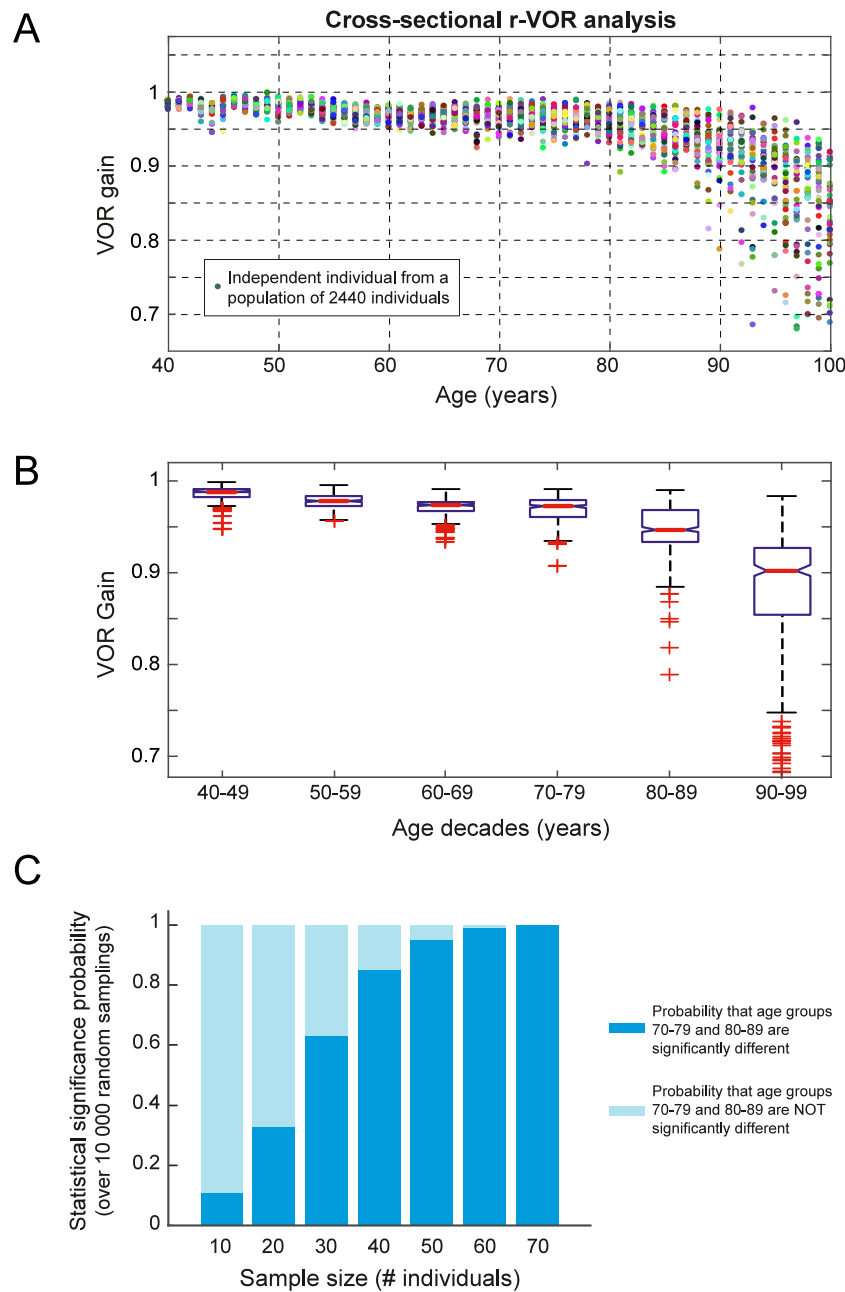 A
Cross-sectional r-VOR analysis
VOR gain
1
0.9
0.8
0.7
Independent individual from a
population of 2440 individuals
40 50 60 70 80 90 100
Age (years)
B
VOR Gain
1
0.9
0.8
0.7
40-49 50-59 60-69 70-79 80-89 90-99
Age decades (years)
C
Statistical significance probability
(over 10 000 random samplings)
1
0.8
0.6
0.4
0.2
0
10 20 30 40 50 60 70
Sample size (# individuals)
Probability that age groups
70-79 and 80-89 are
significantly different
Probability that age groups
70-79 and 80-89 are NOT
significantly different